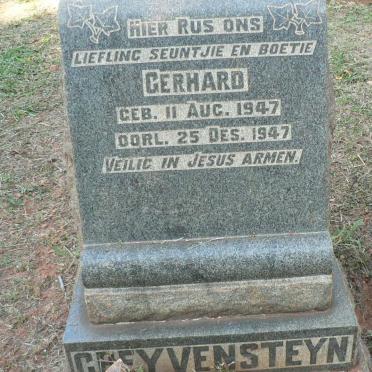 HIER RUS ONS
LIEFLING SEUNTJIE EN BOETIE
GERHARD
GEB. 11 AUG. 1947
OORL. 25 DES. 1947
VEILIG IN JESUS ARMEN.
GREYVENSTEYN